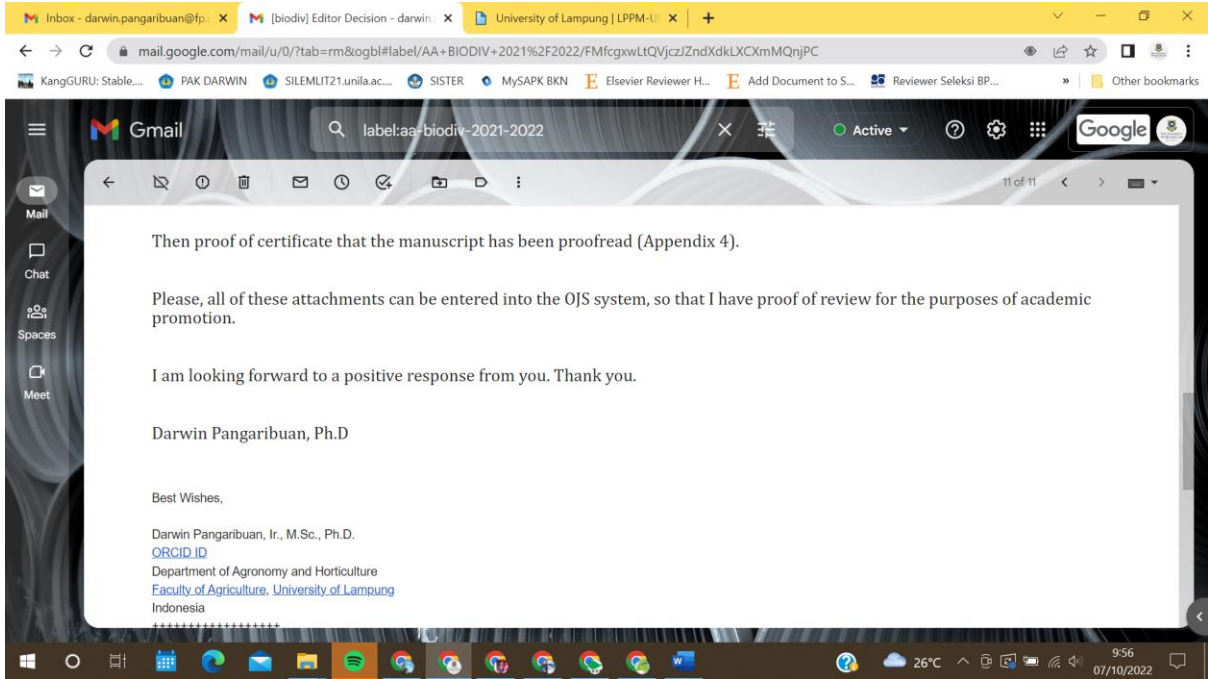 Inbox - darwin.pangaribuan@fp.
[biodiv] Editor Decision - darwin.
University of Lampung | LPPM-U
mail.google.com/mail/u/0/?tab=rm&ogbl#label/AA+BIODIV+2021%2F2022/FMfcgxwLtQVjczJZndXdkLXCXmMQnjPC
KangGURU: Stable,...
PAK DARWIN
SILEMLIT21.unila.ac....
SISTER
MySAPK BKN
Elsevier Reviewer H...
Add Document to S...
Reviewer Seleksi BP...
»
Other bookmarks
Gmail
label:aa-biodiv-2021-2022
Active
Google
11 of 11
Mail
Chat
Spaces
Meet
Then proof of certificate that the manuscript has been proofread (Appendix 4).
Please, all of these attachments can be entered into the OJS system, so that I have proof of review for the purposes of academic
promotion.
I am looking forward to a positive response from you. Thank you.
Darwin Pangaribuan, Ph.D
Best Wishes,
Darwin Pangaribuan, Ir., M.Sc., Ph.D.
ORCID ID
Department of Agronomy and Horticulture
Faculty of Agriculture, University of Lampung
Indonesia
++++++++++++++++++
26°C
9:56
07/10/2022